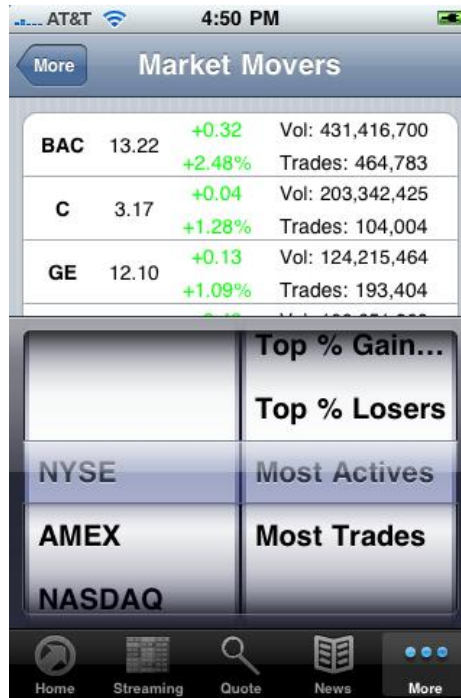 AT&T 4:50 PM
More Market Movers
BAC 13.22 +0.32 Vol: 431,416,700
+2.48% Trades: 464,783
C 3.17 +0.04 Vol: 203,342,425
+1.28% Trades: 104,004
GE 12.10 +0.13 Vol: 124,215,464
+1.09% Trades: 193,404
Top % Gain...
Top % Losers
NYSE Most Actives
AMEX Most Trades
NASDAQ
Home Streaming Quote News More